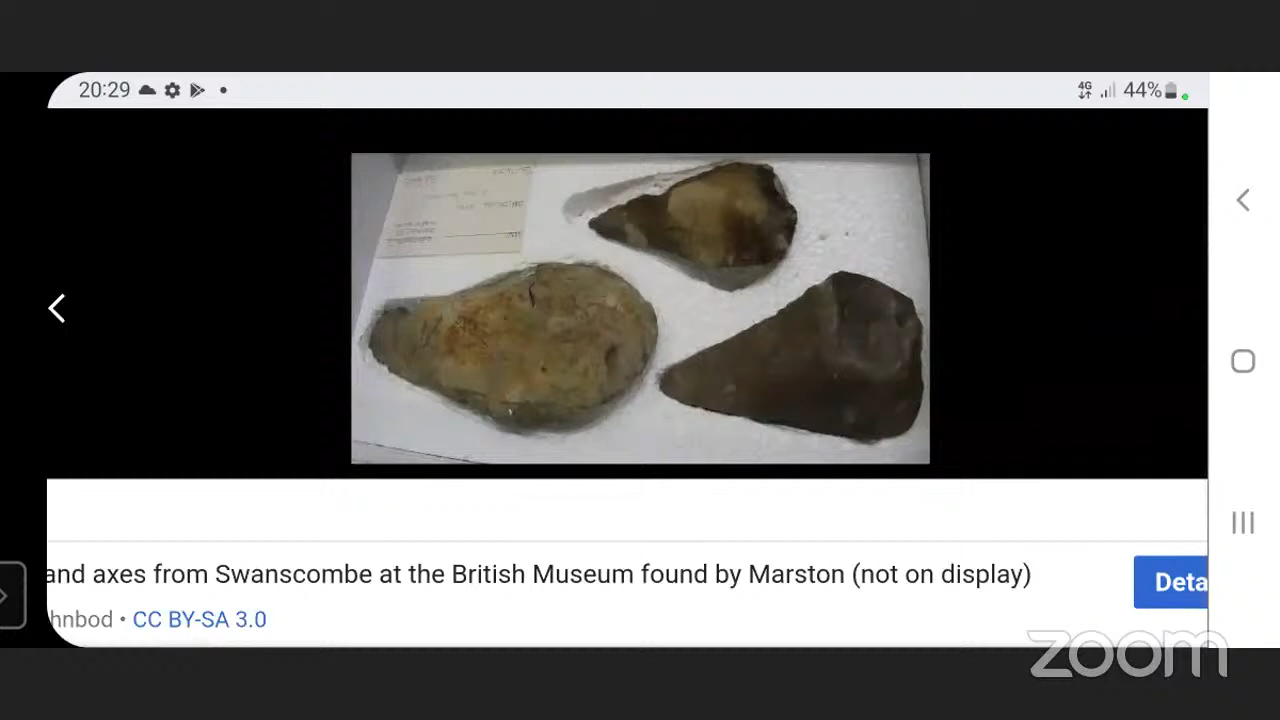 20:29
4G 44%
and axes from Swanscombe at the British Museum found by Marston (not on display)
Deta
hnbod • CC BY-SA 3.0
zoom